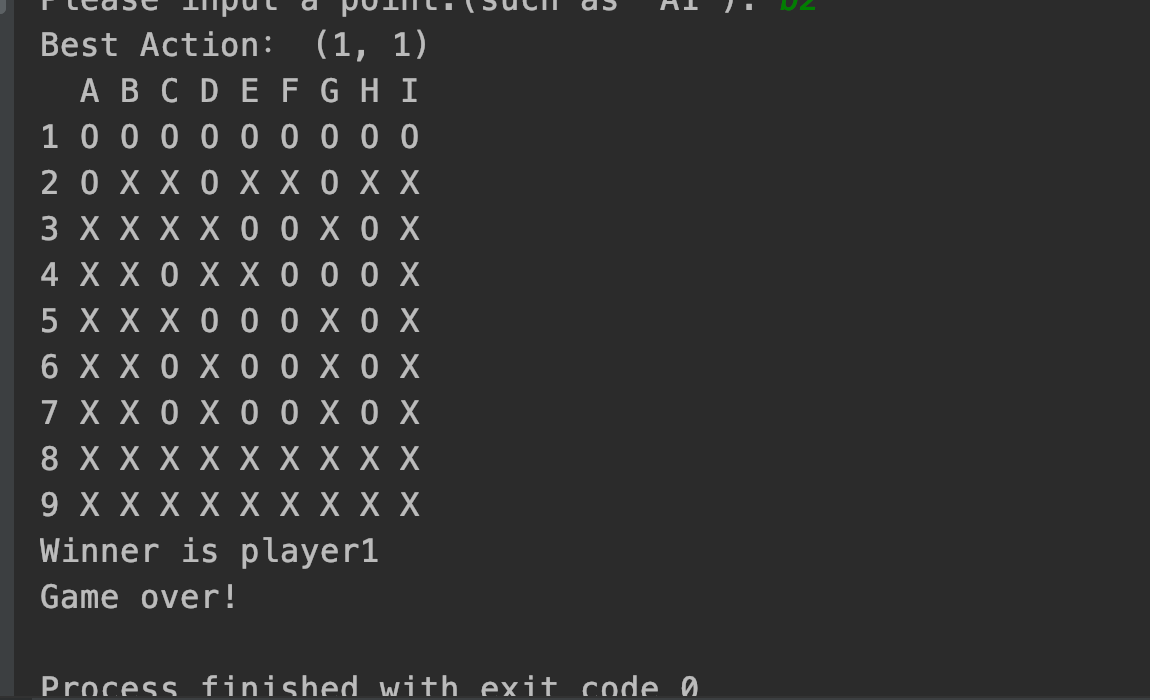 Please input a point.(such as "A1"): b2
Best Action:  (1, 1)
  A B C D E F G H I
1 O O O O O O O O O
2 O X X O X X O X X
3 X X X X O O X O X
4 X X O X X O O O X
5 X X X O O O X O X
6 X X O X O O X O X
7 X X O X O O X O X
8 X X X X X X X X X
9 X X X X X X X X X
Winner is player1
Game over!
Process finished with exit code 0